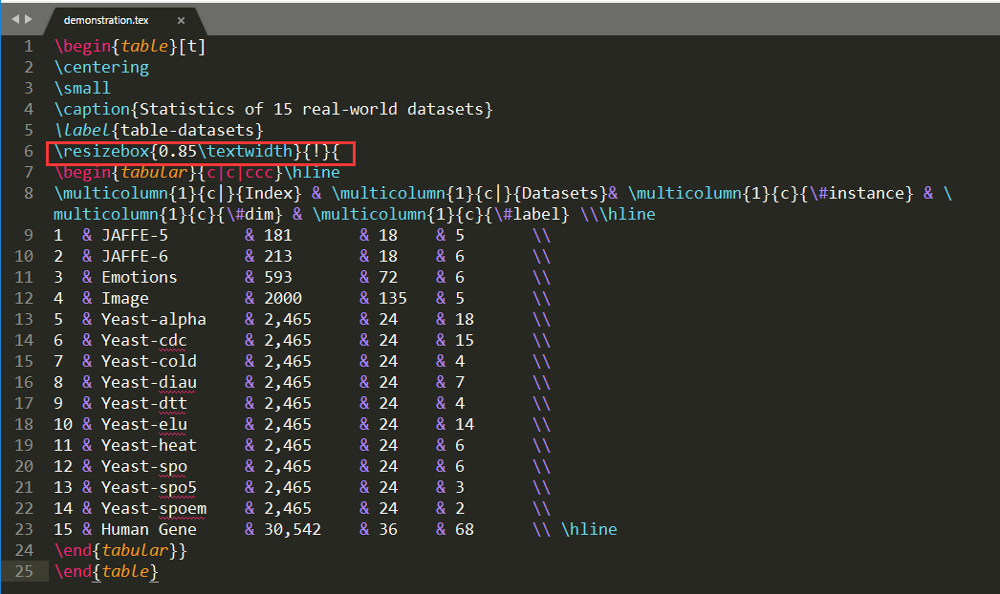 demonstration.tex ×
1 \begin{table}[t]
2 \centering
3 \small
4 \caption{Statistics of 15 real-world datasets}
5 \label{table-datasets}
6 \resizebox{0.85\textwidth}{!}{
7 \begin{tabular}{c|c|ccc}\hline
8 \multicolumn{1}{c|}{Index} & \multicolumn{1}{c|}{Datasets}& \multicolumn{1}{c}{\#instance} & \
multicolumn{1}{c}{\#dim} & \multicolumn{1}{c}{\#label} \\\hline
9 1 & JAFFE-5 & 181 & 18 & 5 \\
10 2 & JAFFE-6 & 213 & 18 & 6 \\
11 3 & Emotions & 593 & 72 & 6 \\
12 4 & Image & 2000 & 135 & 5 \\
13 5 & Yeast-alpha & 2,465 & 24 & 18 \\
14 6 & Yeast-cdc & 2,465 & 24 & 15 \\
15 7 & Yeast-cold & 2,465 & 24 & 4 \\
16 8 & Yeast-diau & 2,465 & 24 & 7 \\
17 9 & Yeast-dtt & 2,465 & 24 & 4 \\
18 10 & Yeast-elu & 2,465 & 24 & 14 \\
19 11 & Yeast-heat & 2,465 & 24 & 6 \\
20 12 & Yeast-spo & 2,465 & 24 & 6 \\
21 13 & Yeast-spo5 & 2,465 & 24 & 3 \\
22 14 & Yeast-spoem & 2,465 & 24 & 2 \\
23 15 & Human Gene & 30,542 & 36 & 68 \\ \hline
24 \end{tabular}}
25 \end{table}